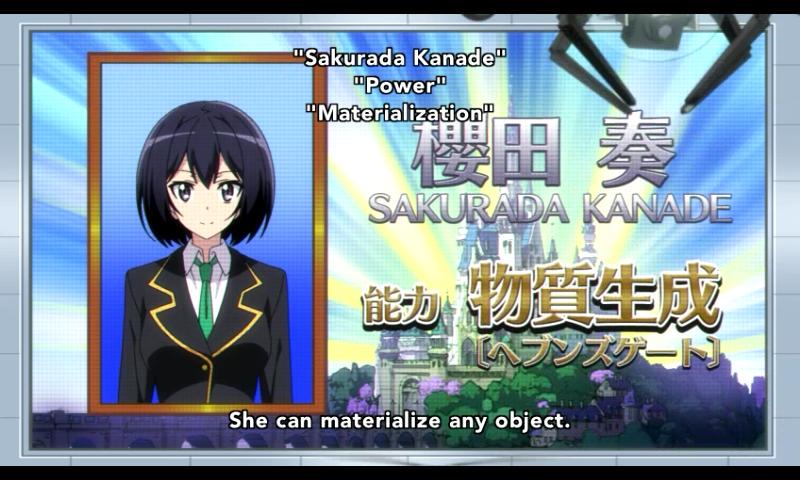 "Sakurada Kanade"
"Power"
"Materialization"
櫻田 奏
SAKURADA KANADE
能力 物質生成
〔ヘブンズゲート〕
She can materialize any object.